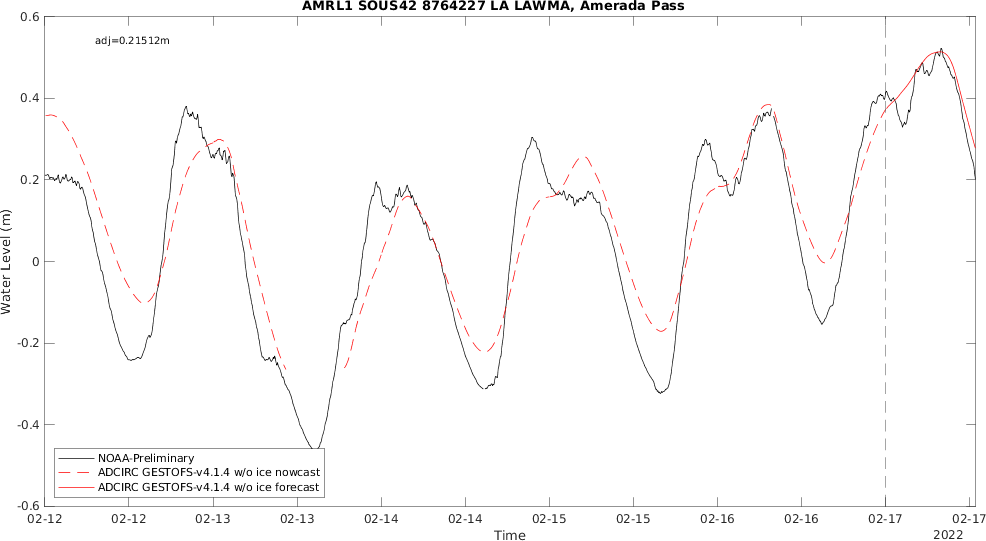 AMRL1 SOUS42 8764227 LA LAWMA, Amerada Pass
adj=0.21512m
0.6
0.4
0.2
0
-0.2
-0.4
-0.6
Water Level (m)
NOAA-Preliminary
ADCIRC GESTOFS-v4.1.4 w/o ice nowcast
ADCIRC GESTOFS-v4.1.4 w/o ice forecast
02-12 02-12 02-13 02-13 02-14 02-14 02-15 02-15 02-16 02-16 02-17 02-17
Time
2022